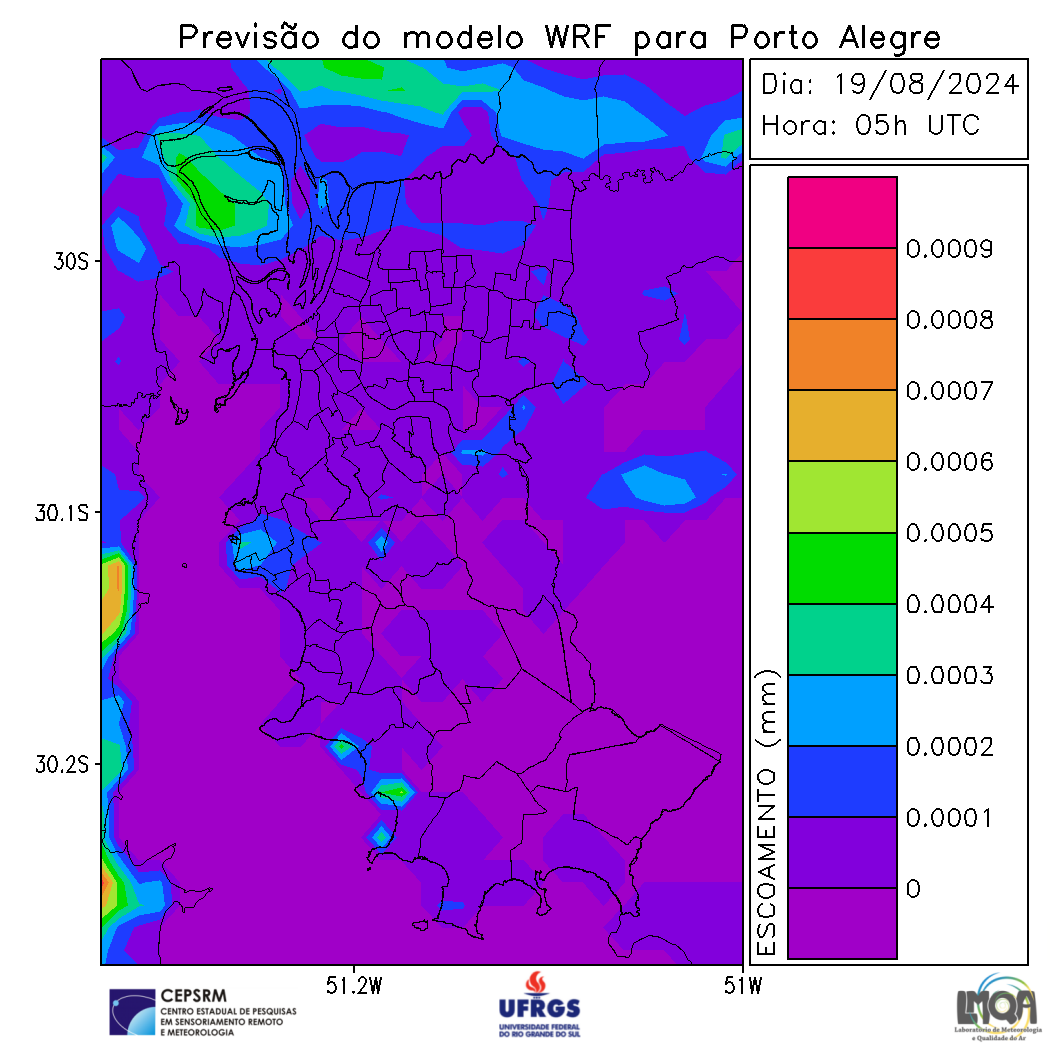 Previsão do modelo WRF para Porto Alegre
Dia: 19/08/2024
Hora: 05h UTC
0.0009
0.0008
0.0007
0.0006
0.0005
0.0004
0.0003
0.0002
0.0001
0
ESCOAMENTO (mm)
30S
30.1S
30.2S
51.2W
51W
CEPSRM
CENTRO ESTADUAL DE PESQUISAS
EM SENSORIAMENTO REMOTO
E METEOROLOGIA
UFRGS
UNIVERSIDADE FEDERAL
DO RIO GRANDE DO SUL
LMQA
Laboratório de Meteorologia
e Qualidade do Ar